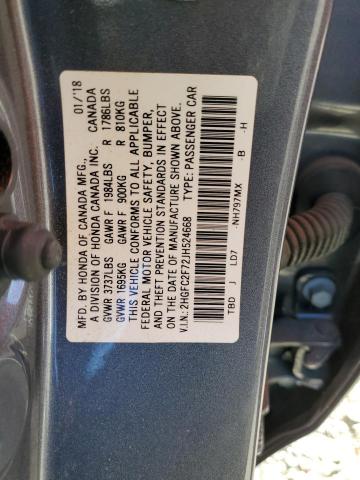 MFD. BY HONDA OF CANADA MFG., 01/'18
A DIVISION OF HONDA CANADA INC. CANADA
GVWR 3737LBS GAWR F 1984LBS R 1786LBS
GVWR 1695KG GAWR F 900KG R 810KG
THIS VEHICLE CONFORMS TO ALL APPLICABLE
FEDERAL MOTOR VEHICLE SAFETY, BUMPER,
AND THEFT PREVENTION STANDARDS IN EFFECT
ON THE DATE OF MANUFACTURE SHOWN ABOVE.
V.I.N.: 2HGFC2F72JH524668 TYPE: PASSENGER CAR
TBD J LD7 -NH797MX -B -H